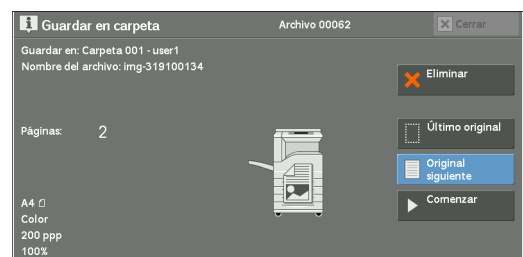 Guardar en carpeta
Archivo 00062
Cerrar
Guardar en: Carpeta 001 - user1
Nombre del archivo: img-319100134
Eliminar
Páginas: 2
Último original
Original
siguiente
Comenzar
A4
Color
200 ppp
100%